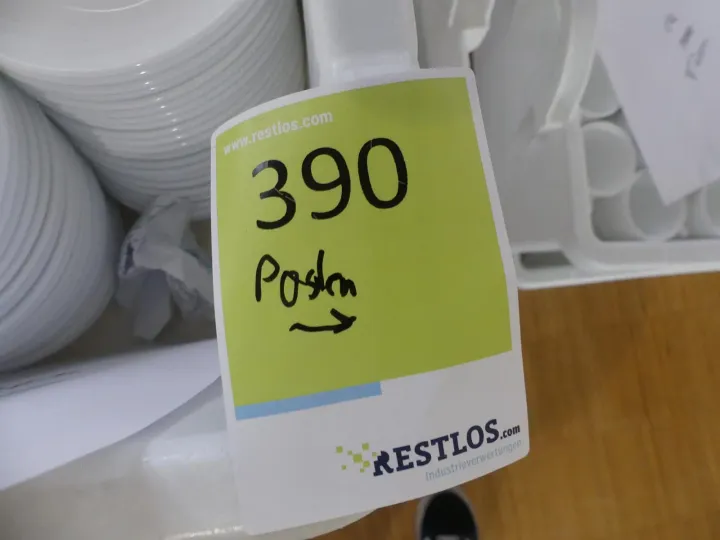 www.restlos.com
390
Posten
→
RESTLOS.com
Industrieverwertungen